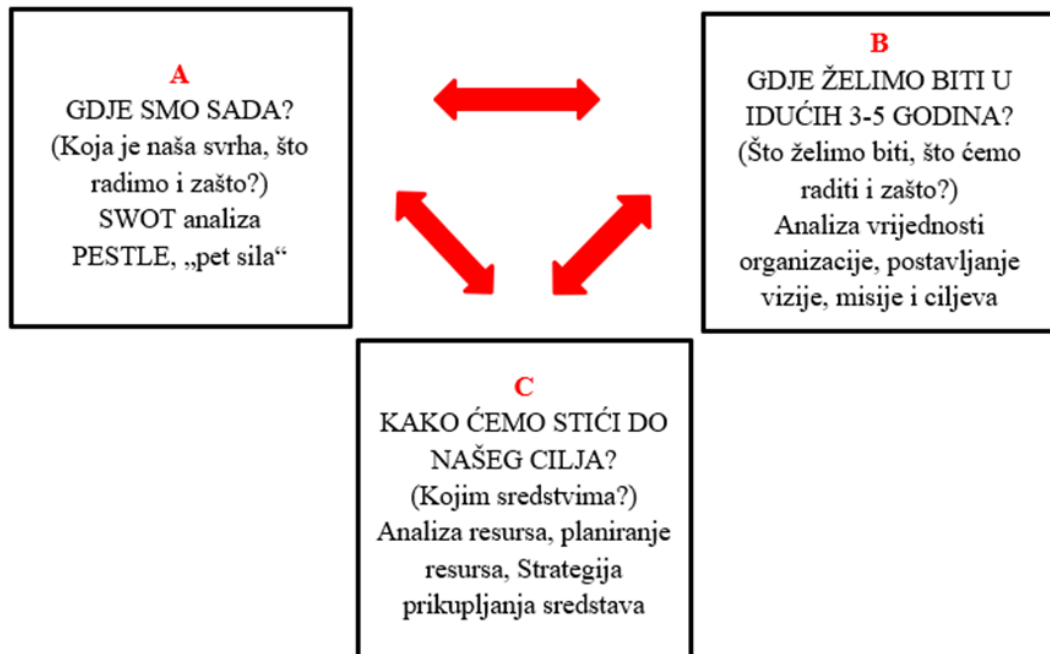 A
GDJE SMO SADA?
(Koja je naša svrha, što
radimo i zašto?)
SWOT analiza
PESTLE, „pet sila“
B
GDJE ŽELIMO BITI U
IDUĆIH 3-5 GODINA?
(Što želimo biti, što ćemo
raditi i zašto?)
Analiza vrijednosti
organizacije, postavljanje
vizije, misije i ciljeva
C
KAKO ĆEMO STIĆI DO
NAŠEG CILJA?
(Kojim sredstvima?)
Analiza resursa, planiranje
resursa, Strategija
prikupljanja sredstava